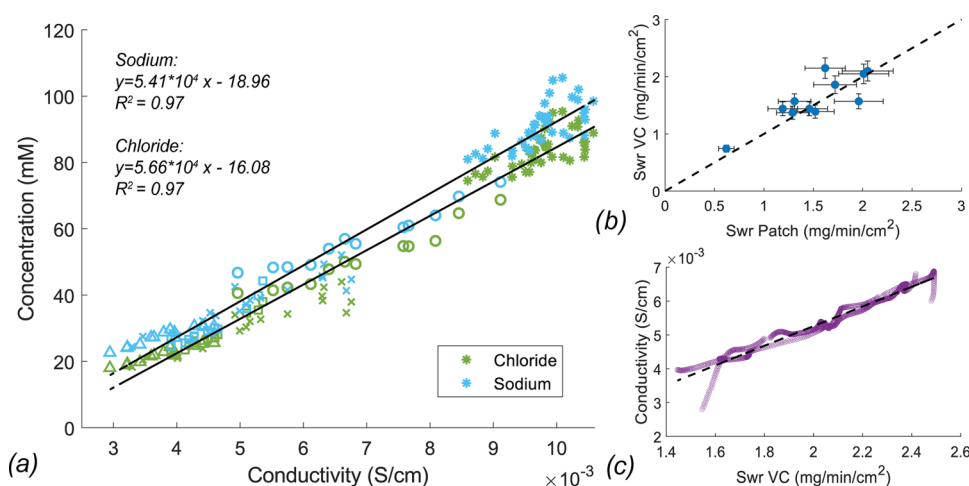 120
100
80
60
40
20
0
Concentration (mM)
Sodium:
y=5.41*10⁴ x - 18.96
R² = 0.97
Chloride:
y=5.66*10⁴ x - 16.08
R² = 0.97
Chloride
Sodium
3 4 5 6 7 8 9 10
Conductivity (S/cm)
× 10⁻³
(a)
3
2
1
0
Swr VC (mg/min/cm²)
0 0.5 1 1.5 2 2.5 3
Swr Patch (mg/min/cm²)
(b)
× 10⁻³
7
6
5
4
3
2
Conductivity (S/cm)
1.4 1.6 1.8 2 2.2 2.4 2.6
Swr VC (mg/min/cm²)
(c)